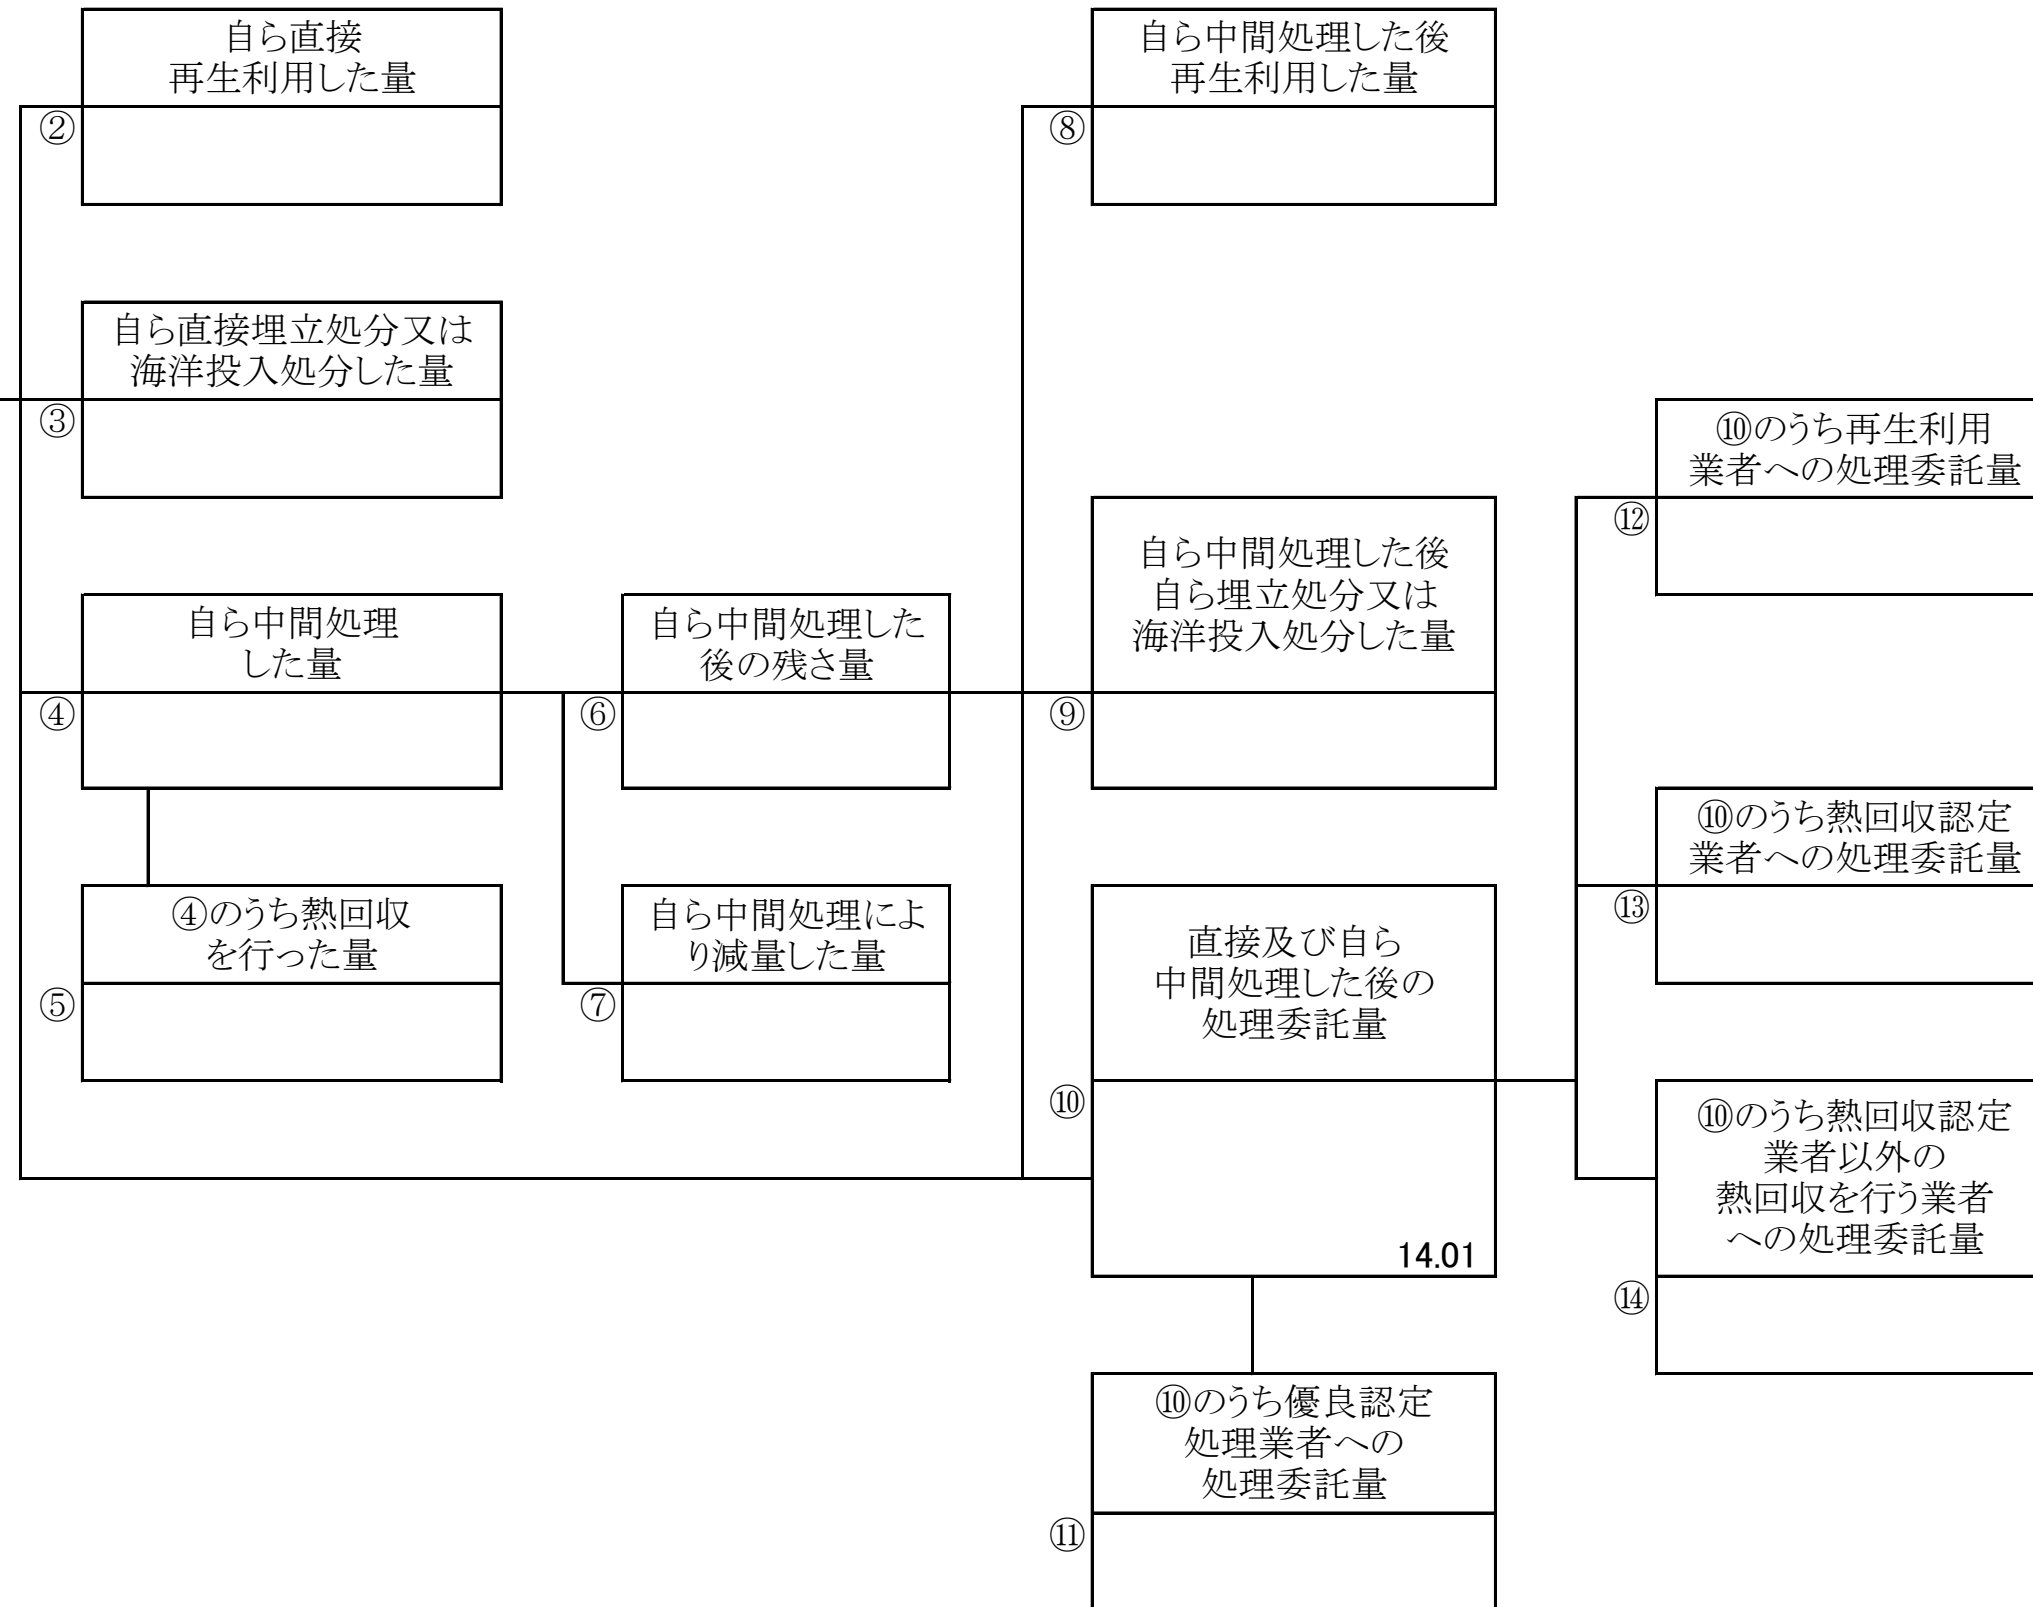 自ら直接
再生利用した量
②
自ら直接埋立処分又は
海洋投入処分した量
③
自ら中間処理
した量
④
④のうち熱回収
を行った量
⑤
自ら中間処理した
後の残さ量
⑥
自ら中間処理によ
り減量した量
⑦
自ら中間処理した後
再生利用した量
⑧
自ら中間処理した後
自ら埋立処分又は
海洋投入処分した量
⑨
直接及び自ら
中間処理した後の
処理委託量
⑩
14.01
⑩のうち優良認定
処理業者への
処理委託量
⑪
⑩のうち再生利用
業者への処理委託量
⑫
⑩のうち熱回収認定
業者への処理委託量
⑬
⑩のうち熱回収認定
業者以外の
熱回収を行う業者
への処理委託量
⑭